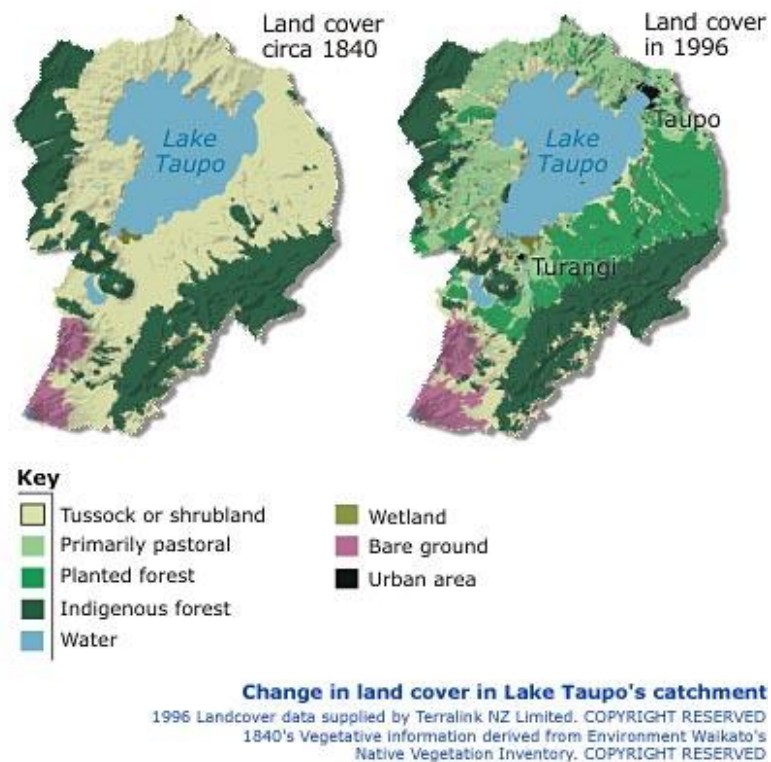 Land cover
circa 1840
Land cover
in 1996
Lake
Taupo
Lake
Taupo
Taupo
Turangi
Key
Tussock or shrubland
Primarily pastoral
Planted forest
Indigenous forest
Water
Wetland
Bare ground
Urban area
Change in land cover in Lake Taupo's catchment
1996 Landcover data supplied by Terralink NZ Limited. COPYRIGHT RESERVED
1840's Vegetative information derived from Environment Waikato's
Native Vegetation Inventory. COPYRIGHT RESERVED